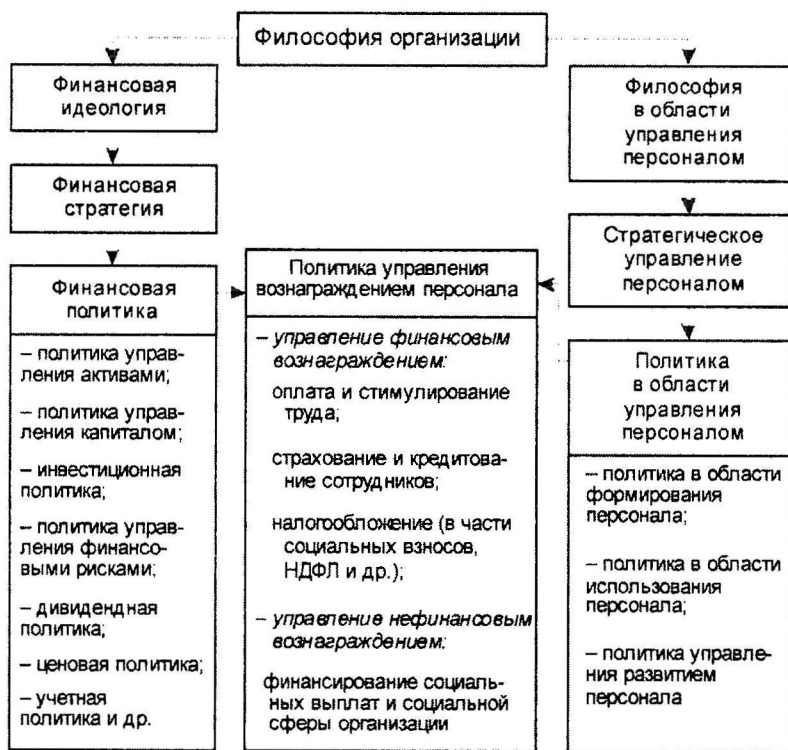 Философия организации
Финансовая
идеология
Финансовая
стратегия
Финансовая
политика
– политика управ-
ления активами;
– политика управ-
ления капиталом;
– инвестиционная
политика;
– политика управ-
ления финансо-
выми рисками;
– дивидендная
политика;
– ценовая политика;
– учетная
политика и др.
Политика управления
вознаграждением персонала
– управление финансовым
вознаграждением:
оплата и стимулирование
труда;
страхование и кредитова-
ние сотрудников;
налогообложение (в части
социальных взносов,
НДФЛ и др.);
– управление нефинансовым
вознаграждением:
финансирование социаль-
ных выплат и социальной
сферы организации
Философия
в области
управления
персоналом
Стратегическое
управление
персоналом
Политика
в области
управления
персоналом
– политика в области
формирования
персонала;
– политика в области
использования
персонала;
– политика управле-
ния развитием
персонала